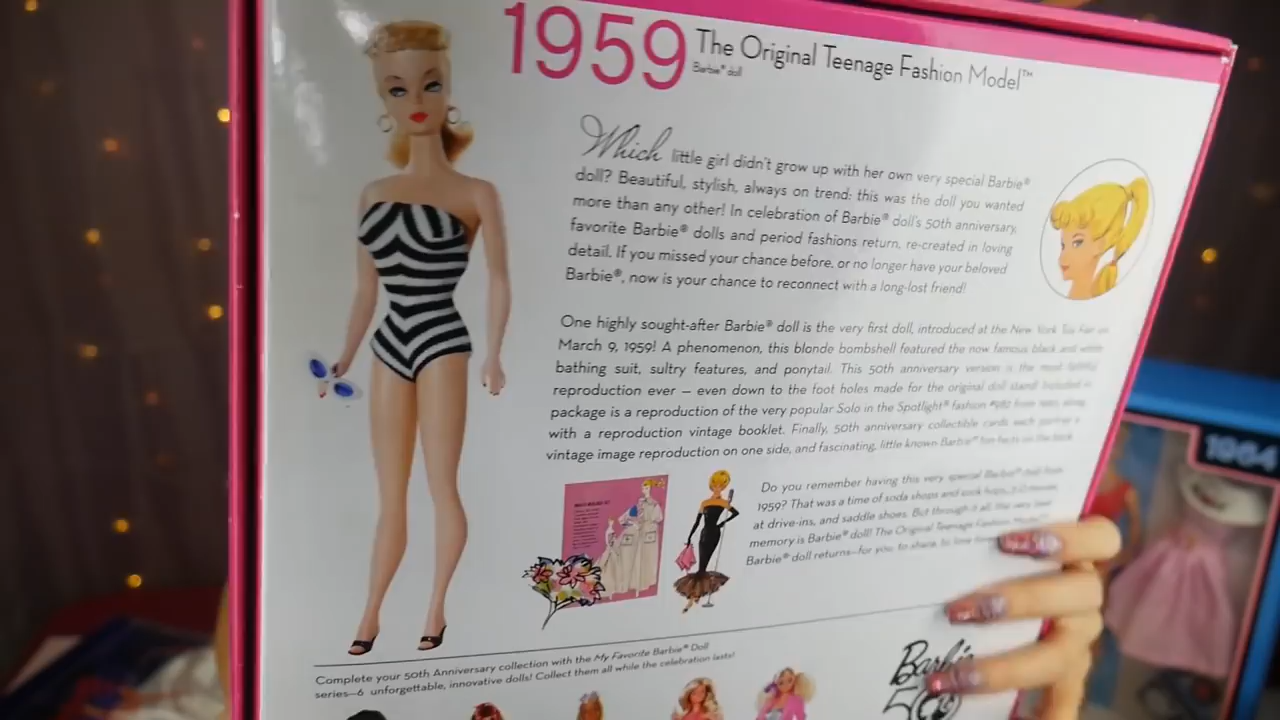 1959 The Original Teenage Fashion Model™
Barbie® doll
Which little girl didn't grow up with her own very special Barbie®
doll? Beautiful, stylish, always on trend: this was the doll you wanted
more than any other! In celebration of Barbie® doll's 50th anniversary,
favorite Barbie® dolls and period fashions return, re-created in loving
detail. If you missed your chance before, or no longer have your beloved
Barbie®, now is your chance to reconnect with a long-lost friend!
One highly sought-after Barbie® doll is the very first doll, introduced at the New York Toy Fair on
March 9, 1959! A phenomenon, this blonde bombshell featured the now famous black and white
bathing suit, sultry features, and ponytail. This 50th anniversary version is the most faithful
reproduction ever – even down to the foot holes made for the original doll stand!
package is a reproduction of the very popular Solo in the Spotlight® fashion
with a reproduction vintage booklet. Finally, 50th anniversary collectible cards each
vintage image reproduction on one side, and fascinating, little known Barbie™ fun facts on the back.
Do you remember having this very special Barbie® doll from
1959? That was a time of soda shops and sock hops,
at drive-ins, and saddle shoes. But through it all, the very best
memory is Barbie® doll! The Original Teenage Fashion Model™
Barbie® doll returns—for you, to share, to love
Complete your 50th Anniversary collection with the My Favorite Barbie® Doll
series—6 unforgettable, innovative dolls! Collect them all while the celebration lasts!
Barbie
50
1964